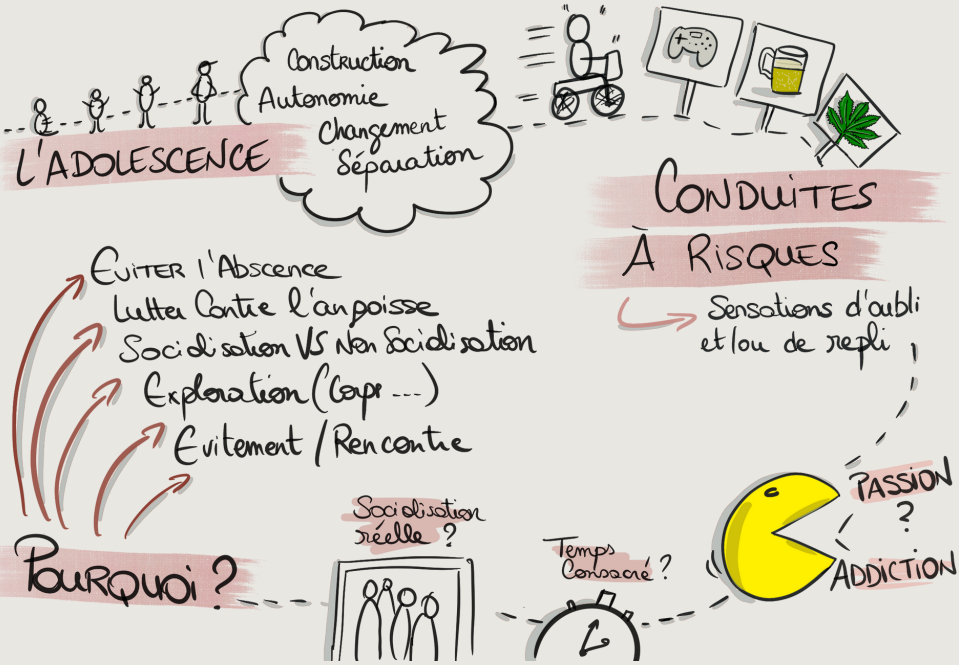 L'ADOLESCENCE
Construction
Autonomie
Changement
Séparation
CONDUITES
À RISQUES
Sensations d'oubli
et/ou de repli
PASSION
?
ADDICTION
Temps
Consacré ?
Socialisation
réelle ?
POURQUOI ?
EVITER l'Abscence
Lutter Contre l'angoisse
Socialisation VS Non Socialisation
Exploration (Corps ---)
Evitement / Rencontre